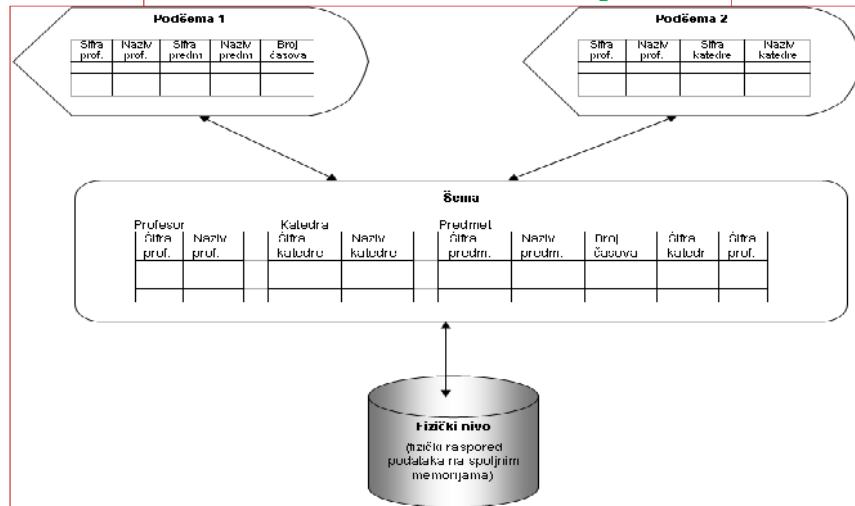 Podšema 1
Šifra prof. Naziv prof. Šifra predm Naziv predm Broj časova
Podšema 2
Šifra prof. Naziv prof. Šifra katedre Naziv katedre
Šema
Profesor Katedra Predmet
Šifra prof. Naziv prof. Šifra katedre Naziv katedre Šifra predm. Naziv predm. Broj časova Šifra katedr Šifra prof.
Fizički nivo
(fizički raspored
podataka na spoljnim
memorijama)